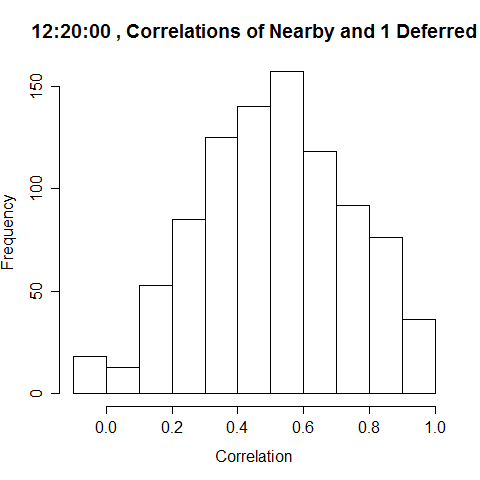 12:20:00 , Correlations of Nearby and 1 Deferred
150
100
50
0
Frequency
0.0 0.2 0.4 0.6 0.8 1.0
Correlation